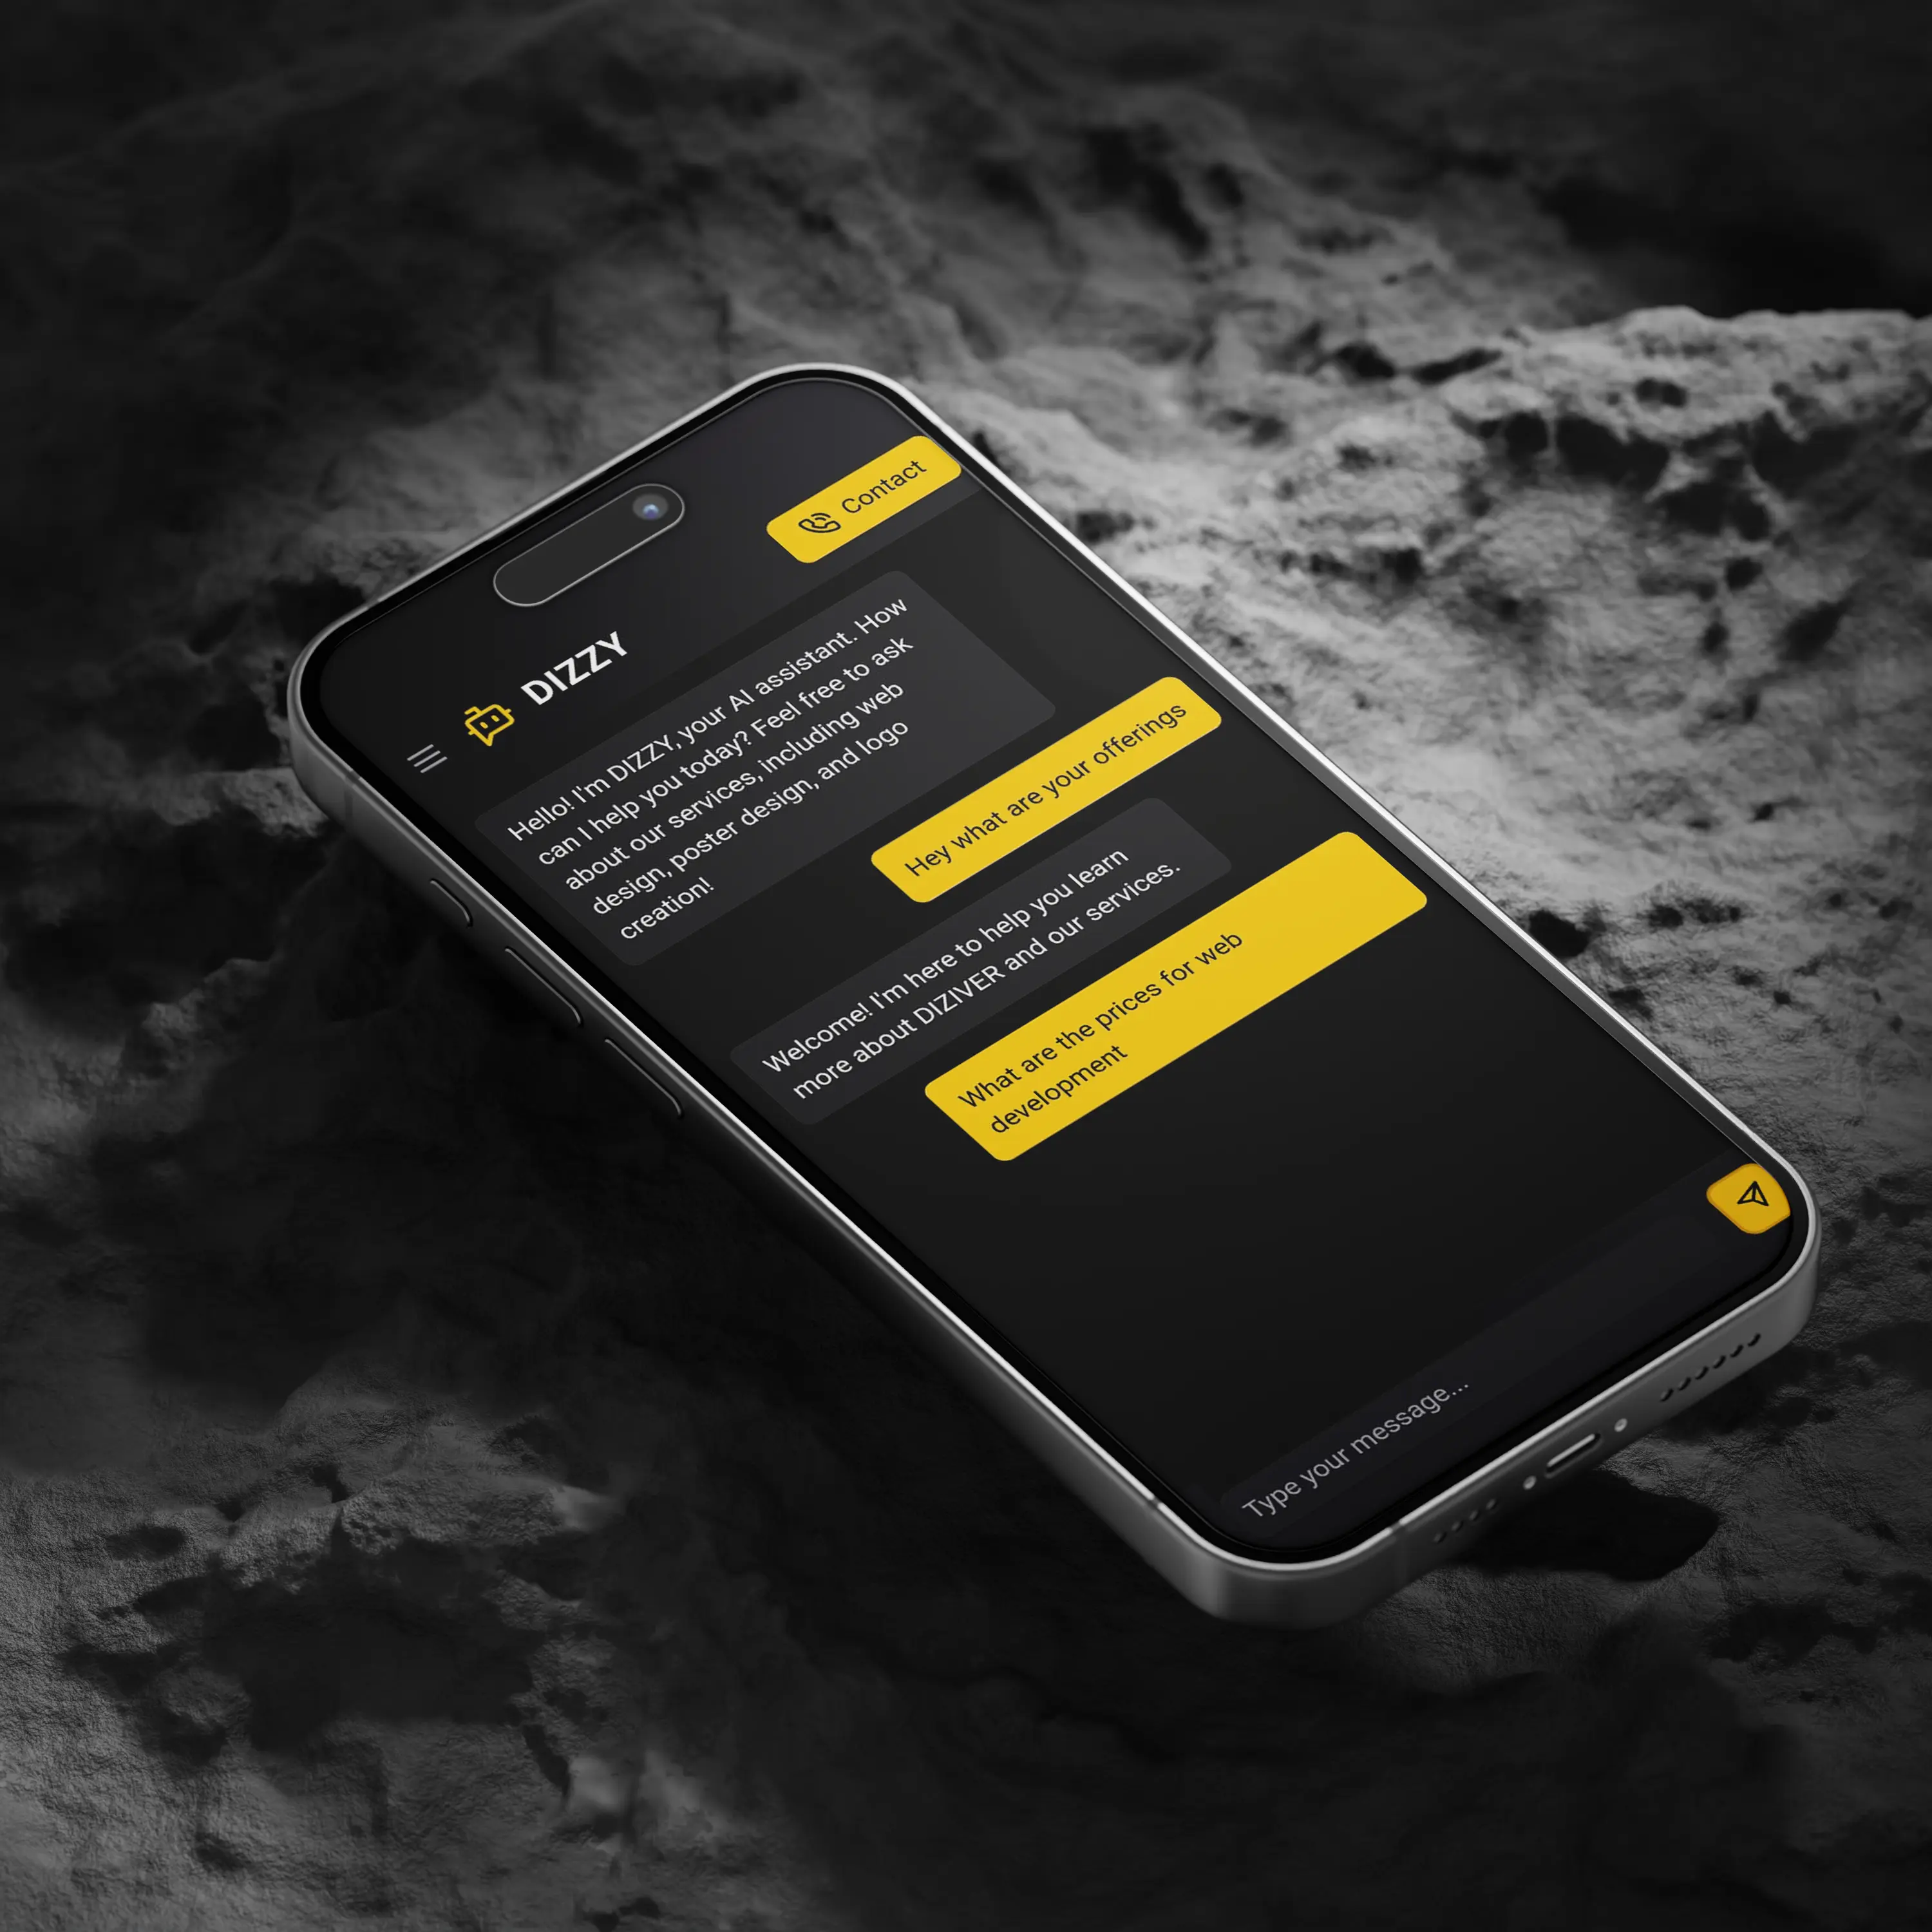 DIZZY
Contact
Hello! I'm DIZZY, your AI assistant. How
can I help you today? Feel free to ask
about our services, including web
design, poster design, and logo
creation!
Hey what are your offerings
Welcome! I'm here to help you learn
more about DIZIVER and our services.
What are the prices for web
development
Type your message...